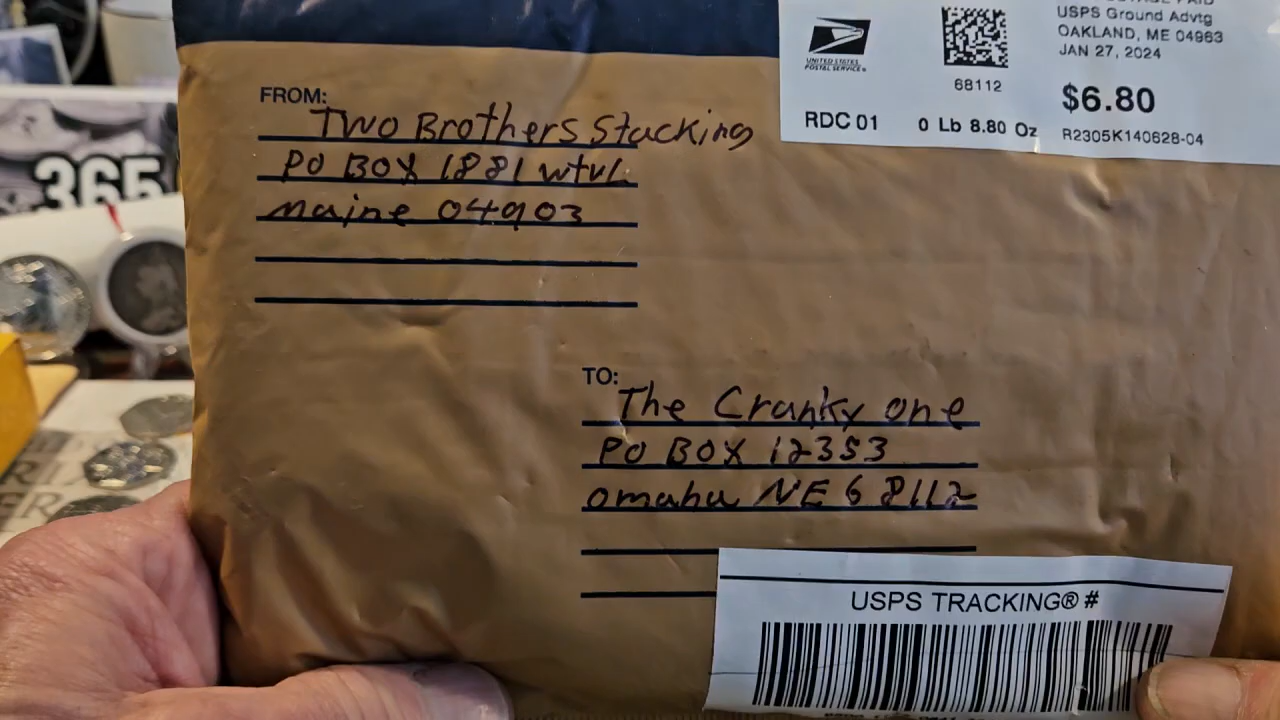 USPS Ground Advtg
OAKLAND, ME 04963
JAN 27, 2024
UNITED STATES
POSTAL SERVICE®
68112
$6.80
RDC 01
0 Lb 8.80 Oz
R2305K140628-04
FROM:
Two Brothers Stacking
PO BOX 1881 wtvl.
maine 04903
365
TO:
The Cranky one
PO BOX 12353
omaha NE 68112
USPS TRACKING® #